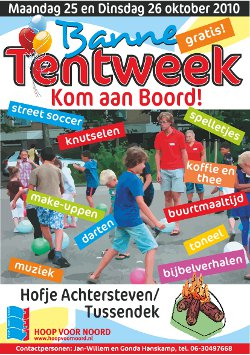 Maandag 25 en Dinsdag 26 oktober 2010
Banne
gratis!
Tentweek
Kom aan Boord!
street soccer
spelletjes
knutselen
koffie en
thee
make-uppen
buurtmaaltijd
darten
toneel
muziek
bijbelverhalen
Hofje Achtersteven/
Tussendek
HOOP VOOR NOORD
www.hoopvoornoord.nl
Contactpersonen: Jan-Willem en Gonda Hønskamp, tel. 06-30497668